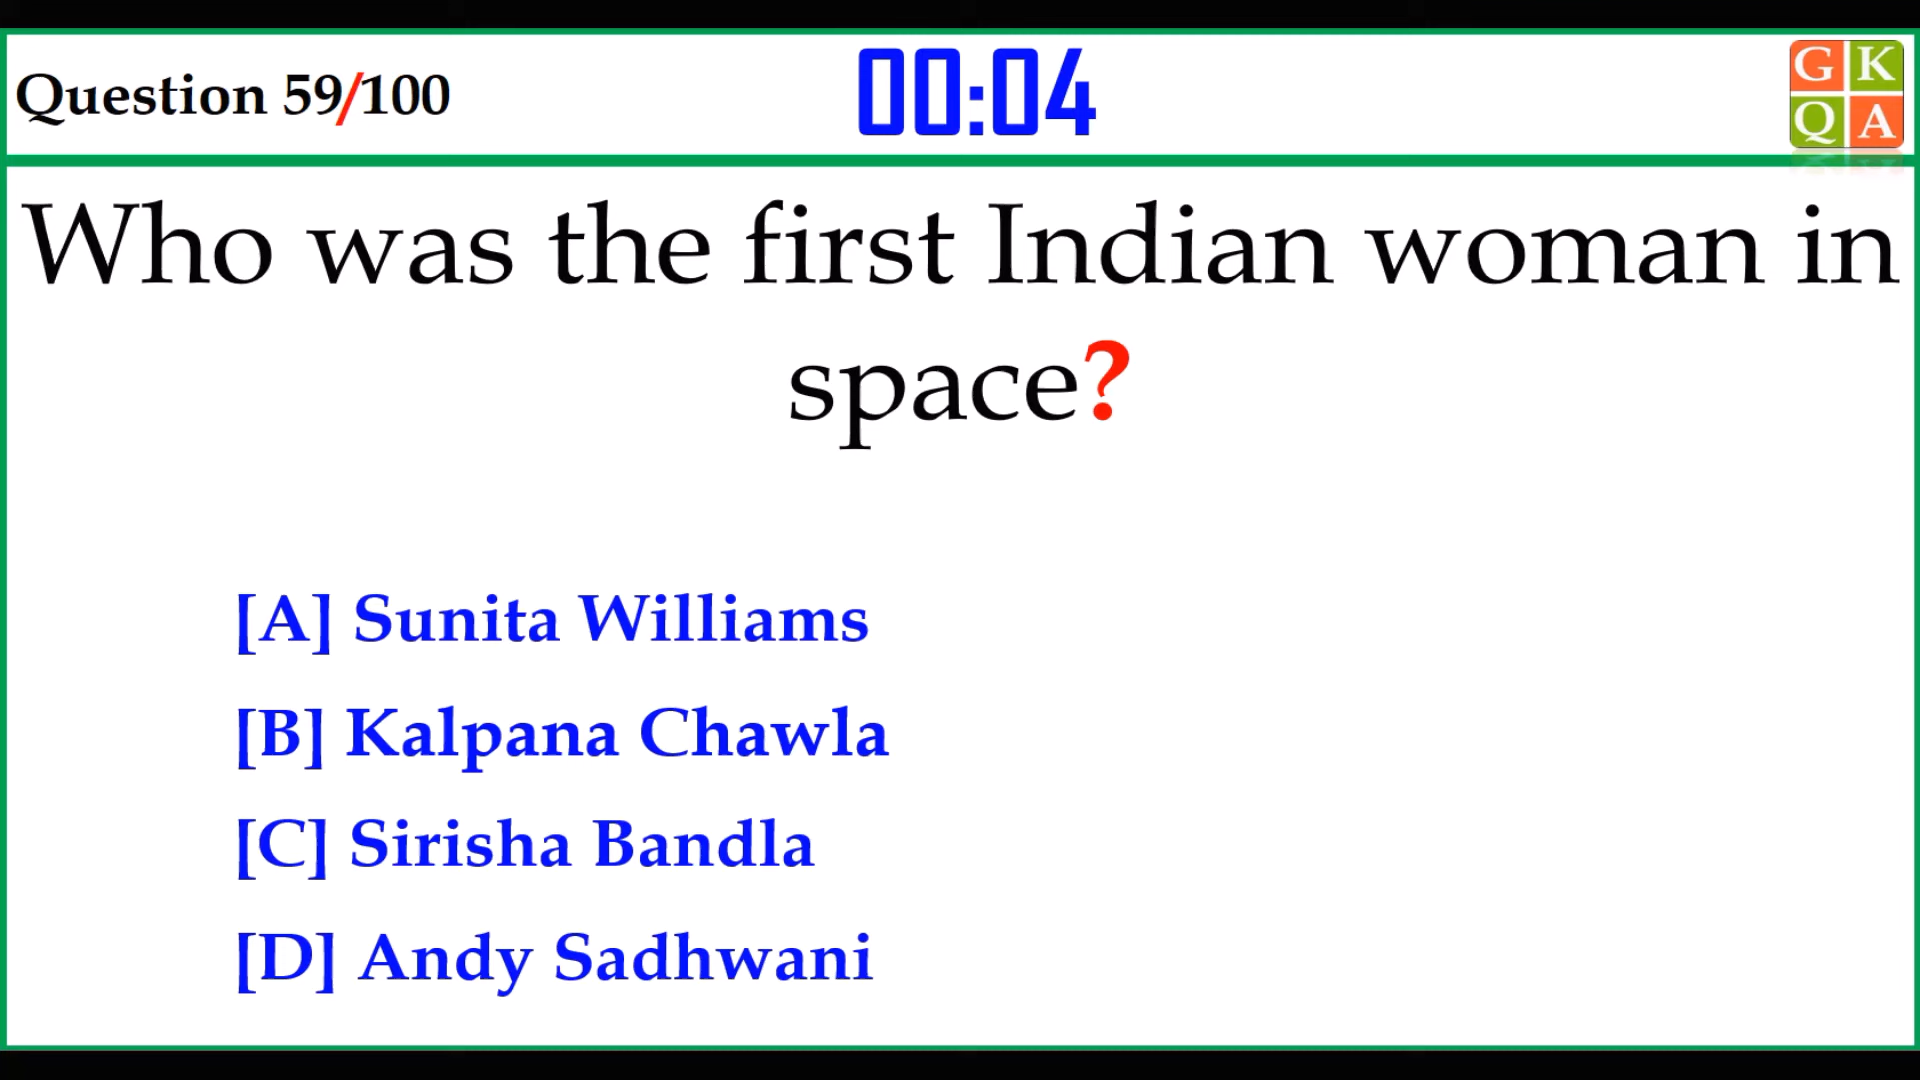 Question 59/100
00:04
G K
Q A
Who was the first Indian woman in
space?
[A] Sunita Williams
[B] Kalpana Chawla
[C] Sirisha Bandla
[D] Andy Sadhwani